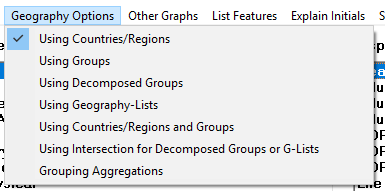 Geography Options Other Graphs List Features Explain Initials S
Using Countries/Regions
Using Groups
Using Decomposed Groups
Using Geography-Lists
Using Countries/Regions and Groups
Using Intersection for Decomposed Groups or G-Lists
Grouping Aggregations